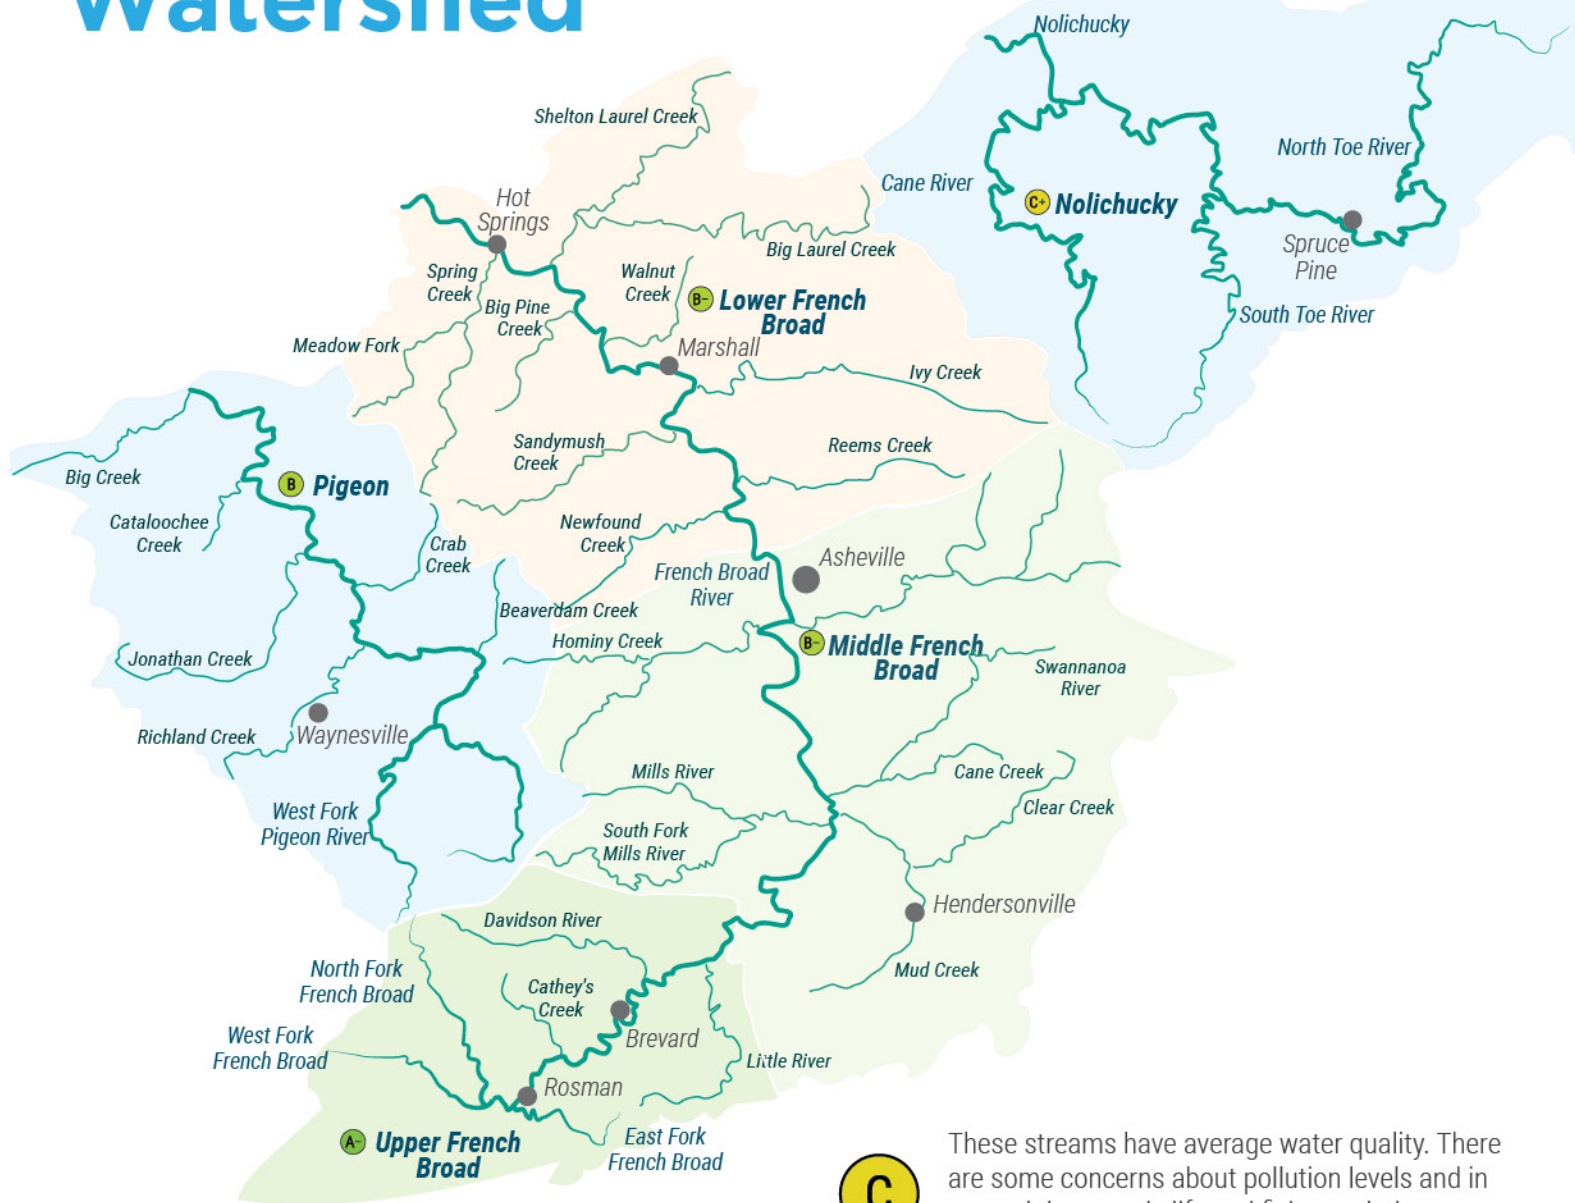 Watershed
Nolichucky
Shelton Laurel Creek
North Toe River
Cane River
C+ Nolichucky
Hot
Springs
Spruce
Pine
Big Laurel Creek
Spring
Creek
Walnut
Creek
Big Pine
Creek
B- Lower French
Broad
South Toe River
Meadow Fork
Marshall
Ivy Creek
Sandymush
Creek
Reems Creek
Big Creek
B Pigeon
Cataloochee
Creek
Newfound
Creek
Crab
Creek
Asheville
French Broad
River
Beaverdam Creek
Hominy Creek
B- Middle French
Broad
Jonathan Creek
Swannanoa
River
Richland Creek
Waynesville
Mills River
Cane Creek
Clear Creek
West Fork
Pigeon River
South Fork
Mills River
Hendersonville
Davidson River
North Fork
French Broad
Cathey's
Creek
Mud Creek
West Fork
French Broad
Brevard
Little River
Rosman
A- Upper French
Broad
East Fork
French Broad
C
These streams have average water quality. There
are some concerns about pollution levels and in